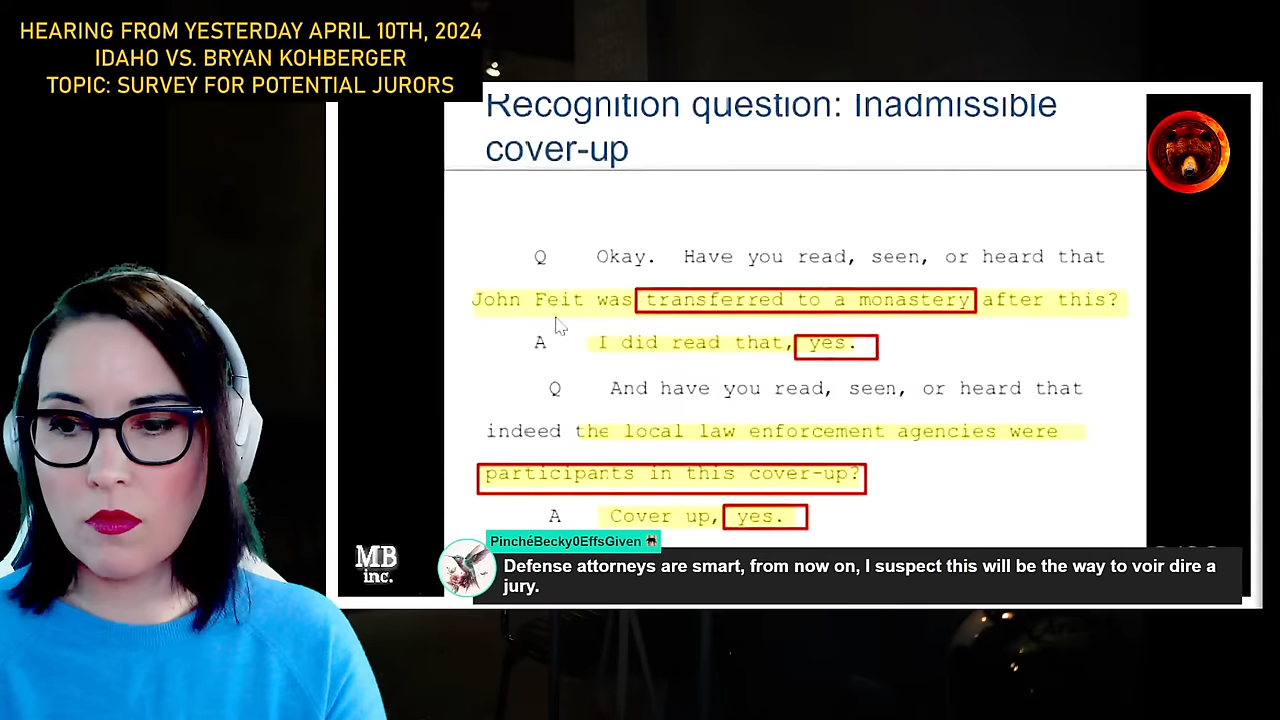 HEARING FROM YESTERDAY APRIL 10TH, 2024
IDAHO VS. BRYAN KOHBERGER
TOPIC: SURVEY FOR POTENTIAL JURORS
Recognition question: Inadmissible
cover-up
Q Okay. Have you read, seen, or heard that
John Feit was transferred to a monastery after this?
A I did read that, yes.
Q And have you read, seen, or heard that
indeed the local law enforcement agencies were
participants in this cover-up?
A Cover up, yes.
MB
inc.
PinchéBecky0EffsGiven
Defense attorneys are smart, from now on, I suspect this will be the way to voir dire a
jury.